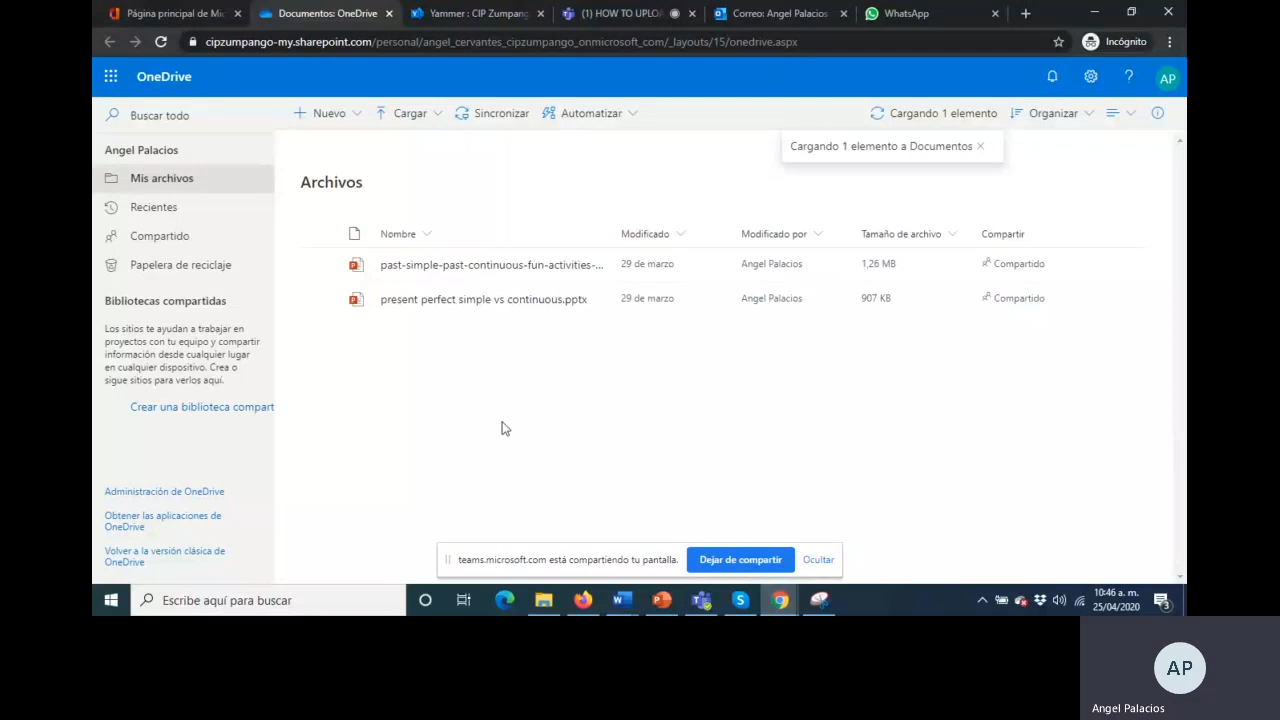 Página principal de Mic
Documentos: OneDrive
Yammer : CIP Zumpang
(1) HOW TO UPLOA
Correo: Angel Palacios
WhatsApp
cipzumpango-my.sharepoint.com/personal/angel_cervantes_cipzumpango_onmicrosoft_com/_layouts/15/onedrive.aspx
Incógnito
OneDrive
AP
Buscar todo
Nuevo
Cargar
Sincronizar
Automatizar
Cargando 1 elemento
Organizar
Cargando 1 elemento a Documentos
Angel Palacios
Mis archivos
Recientes
Compartido
Papelera de reciclaje
Bibliotecas compartidas
Los sitios te ayudan a trabajar en
proyectos con tu equipo y compartir
información desde cualquier lugar
en cualquier dispositivo. Crea o
sigue sitios para verlos aquí.
Crear una biblioteca compart
Administración de OneDrive
Obtener las aplicaciones de
OneDrive
Volver a la versión clásica de
OneDrive
Archivos
Nombre Modificado Modificado por Tamaño de archivo Compartir
past-simple-past-continuous-fun-activities-... 29 de marzo Angel Palacios 1,26 MB Compartido
present perfect simple vs continuous.pptx 29 de marzo Angel Palacios 907 KB Compartido
teams.microsoft.com está compartiendo tu pantalla.
Dejar de compartir
Ocultar
Escribe aquí para buscar
10:46 a. m.
25/04/2020
3
AP
Angel Palacios